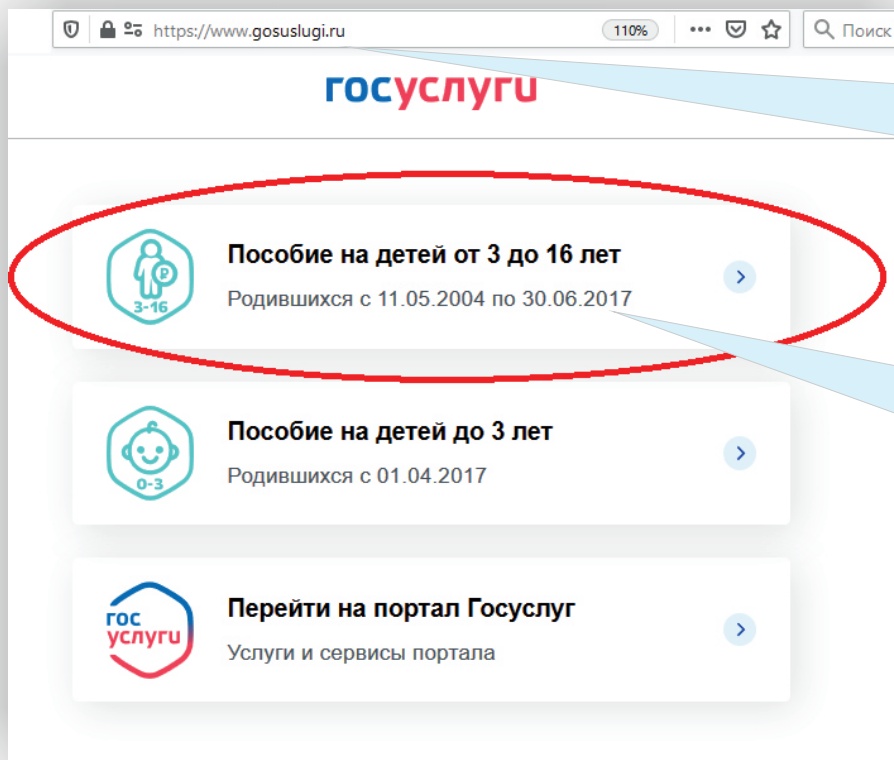 https://www.gosuslugi.ru
110%
Поиск
госуслуги
Пособие на детей от 3 до 16 лет
Родившихся с 11.05.2004 по 30.06.2017
3-16
Пособие на детей до 3 лет
Родившихся с 01.04.2017
0-3
Перейти на портал Госуслуг
Услуги и сервисы портала
гос
услуги